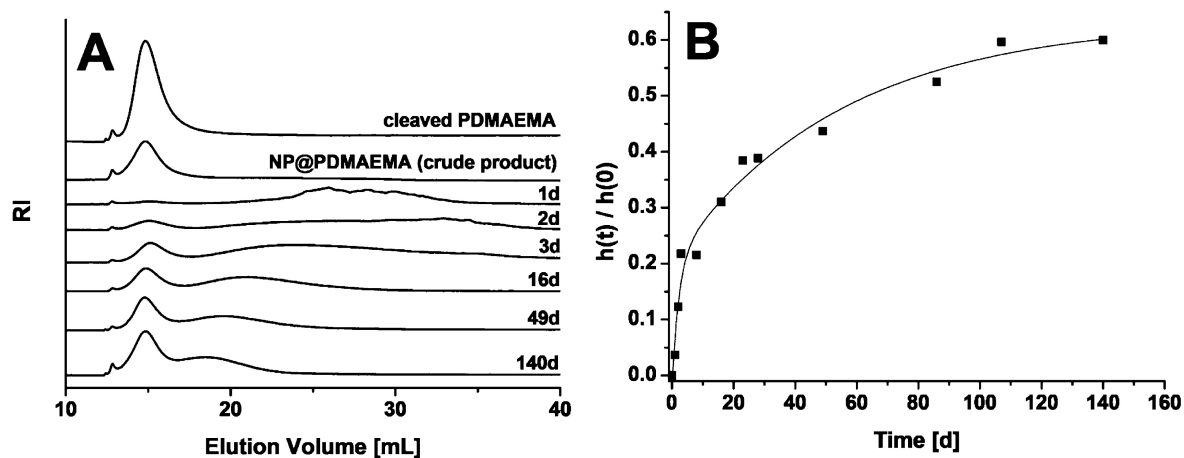 A
cleaved PDMAEMA
NP@PDMAEMA (crude product)
1d
2d
3d
16d
49d
140d
RI
10 20 30 40
Elution Volume [mL]
B
h(t) / h(0)
0.6
0.5
0.4
0.3
0.2
0.1
0.0
0 20 40 60 80 100 120 140 160
Time [d]